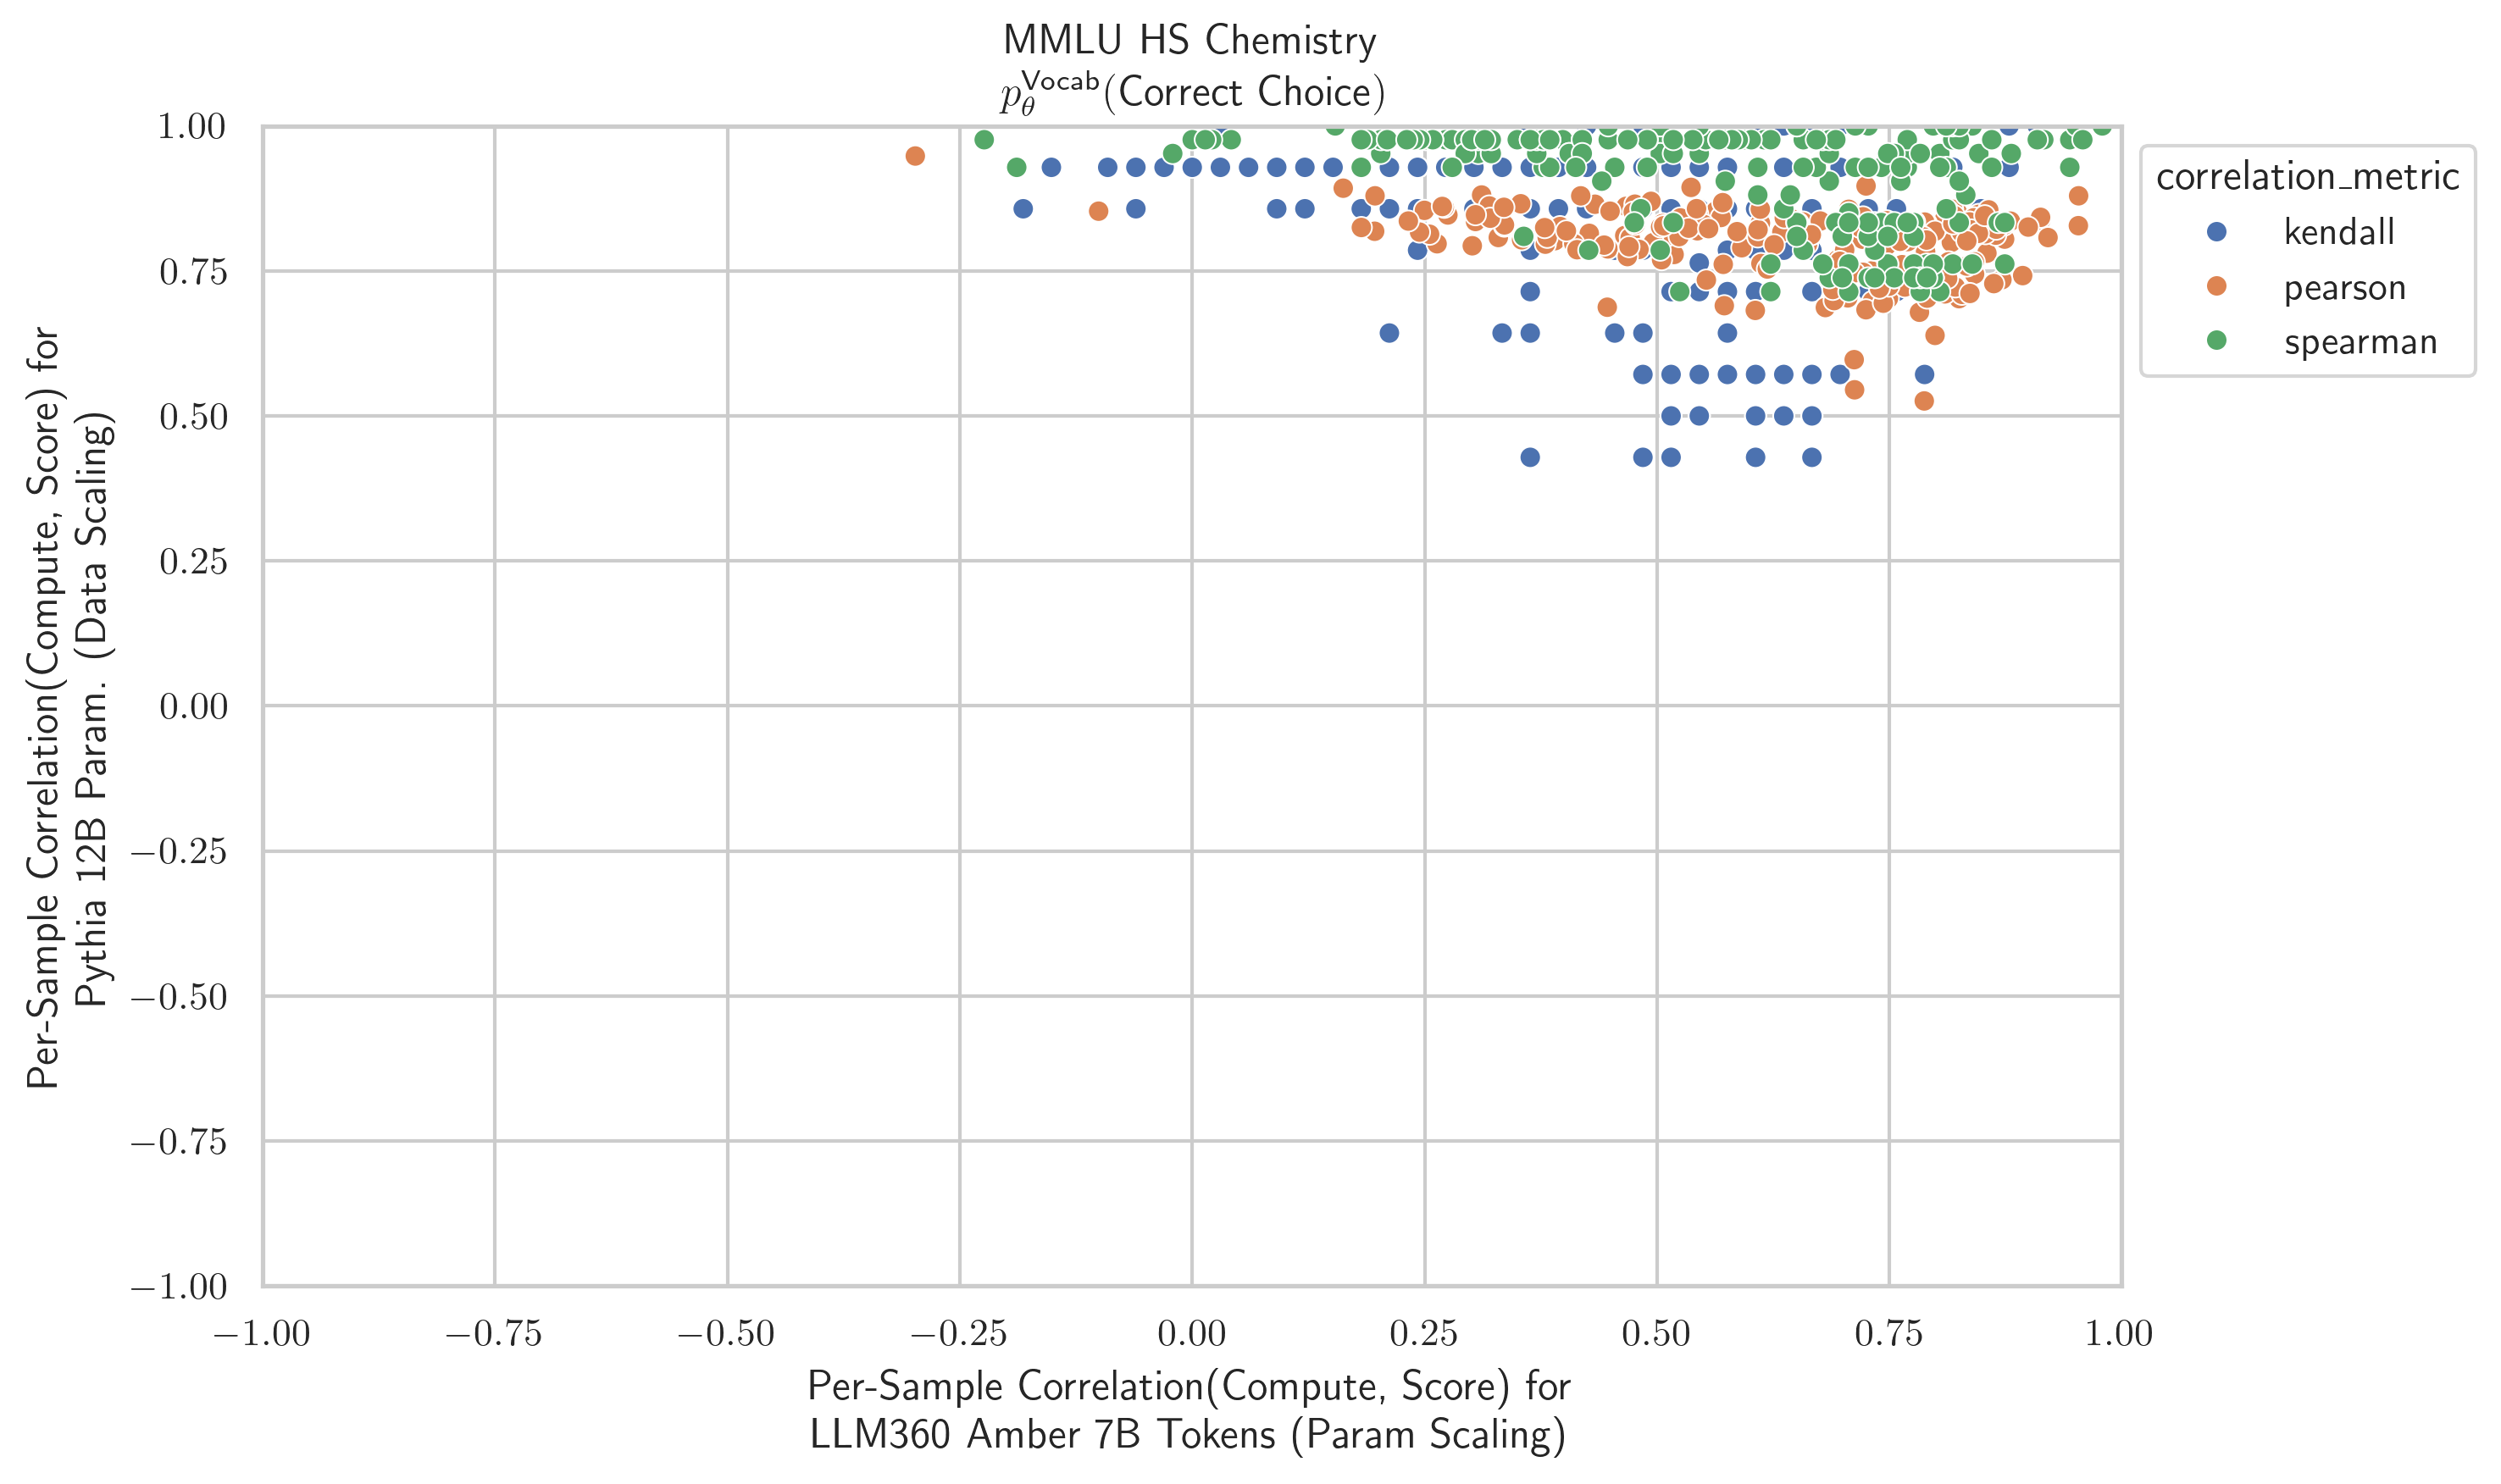 MMLU HS Chemistry
p_θ^Vocab(Correct Choice)
Per-Sample Correlation(Compute, Score) for
Pythia 12B Param. (Data Scaling)
1.00
0.75
0.50
0.25
0.00
−0.25
−0.50
−0.75
−1.00
−1.00 −0.75 −0.50 −0.25 0.00 0.25 0.50 0.75 1.00
Per-Sample Correlation(Compute, Score) for
LLM360 Amber 7B Tokens (Param Scaling)
correlation_metric
kendall
pearson
spearman